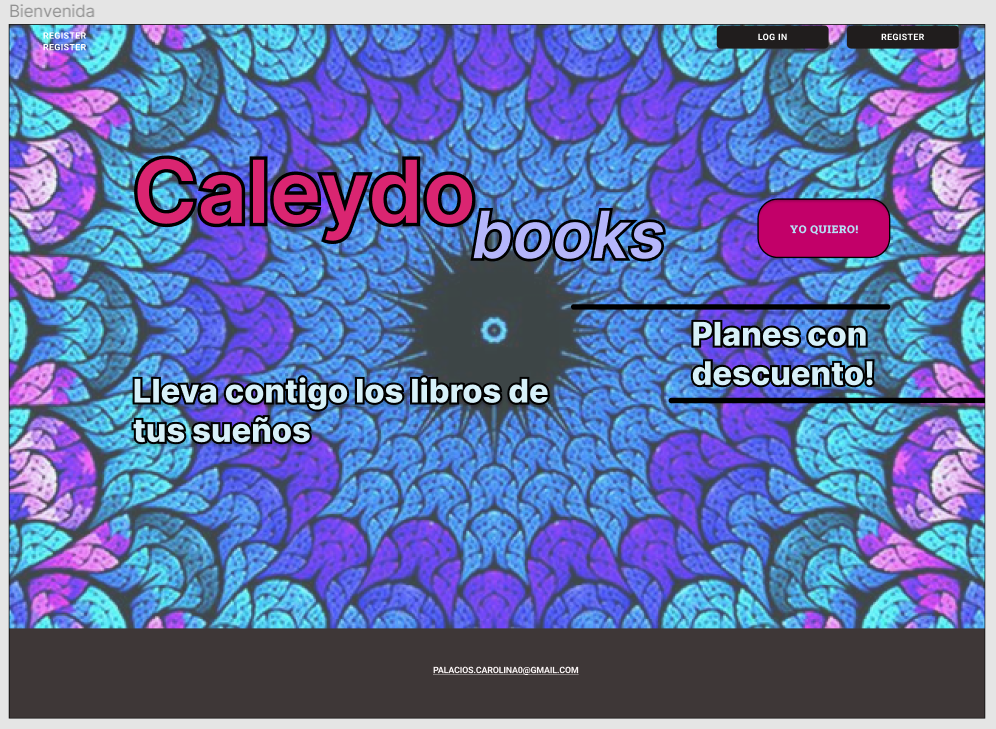 Bienvenida
REGISTER
REGISTER
LOG IN
REGISTER
Caleydo
books
YO QUIERO!
Planes con
descuento!
Lleva contigo los libros de
tus sueños
PALACIOS.CAROLINA0@GMAIL.COM